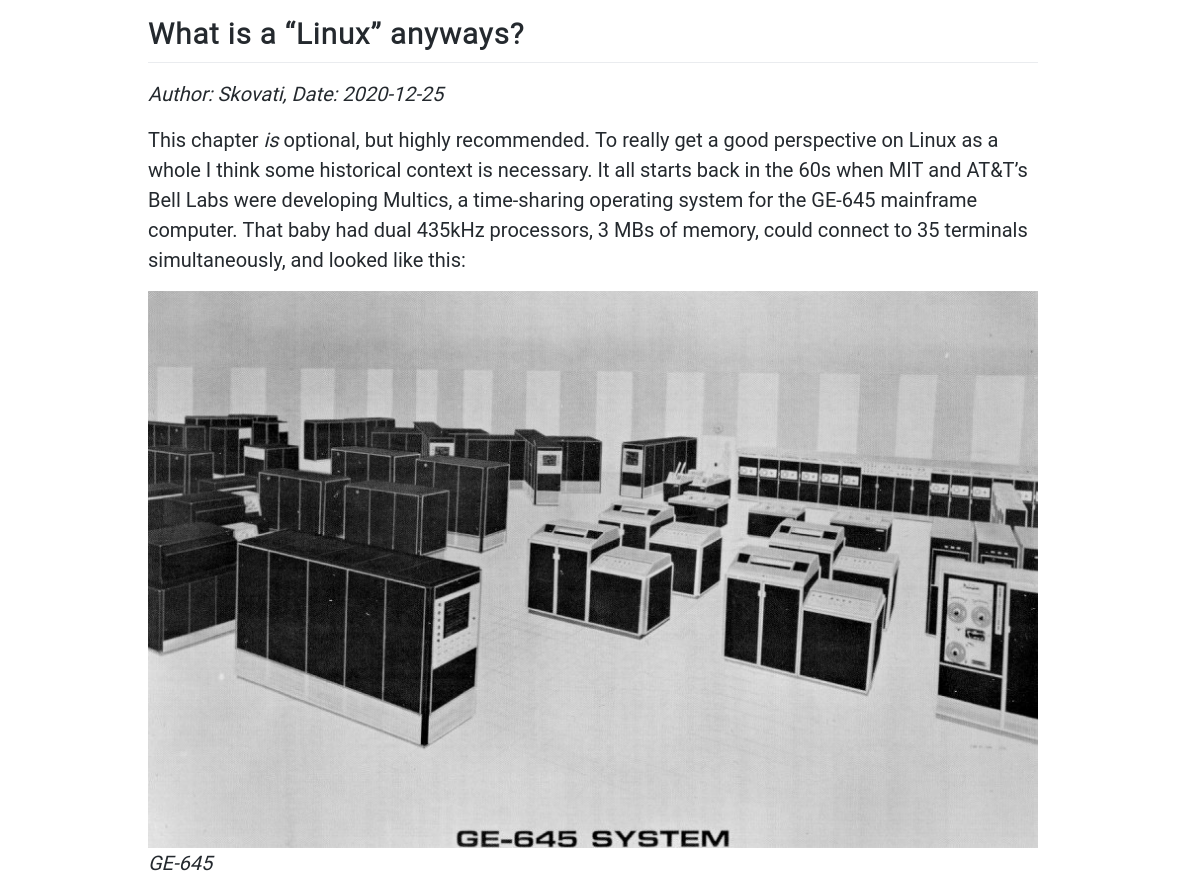 What is a “Linux” anyways?
Author: Skovati, Date: 2020-12-25
This chapter is optional, but highly recommended. To really get a good perspective on Linux as a
whole I think some historical context is necessary. It all starts back in the 60s when MIT and AT&T’s
Bell Labs were developing Multics, a time-sharing operating system for the GE-645 mainframe
computer. That baby had dual 435kHz processors, 3 MBs of memory, could connect to 35 terminals
simultaneously, and looked like this:
GE-645 SYSTEM
GE-645